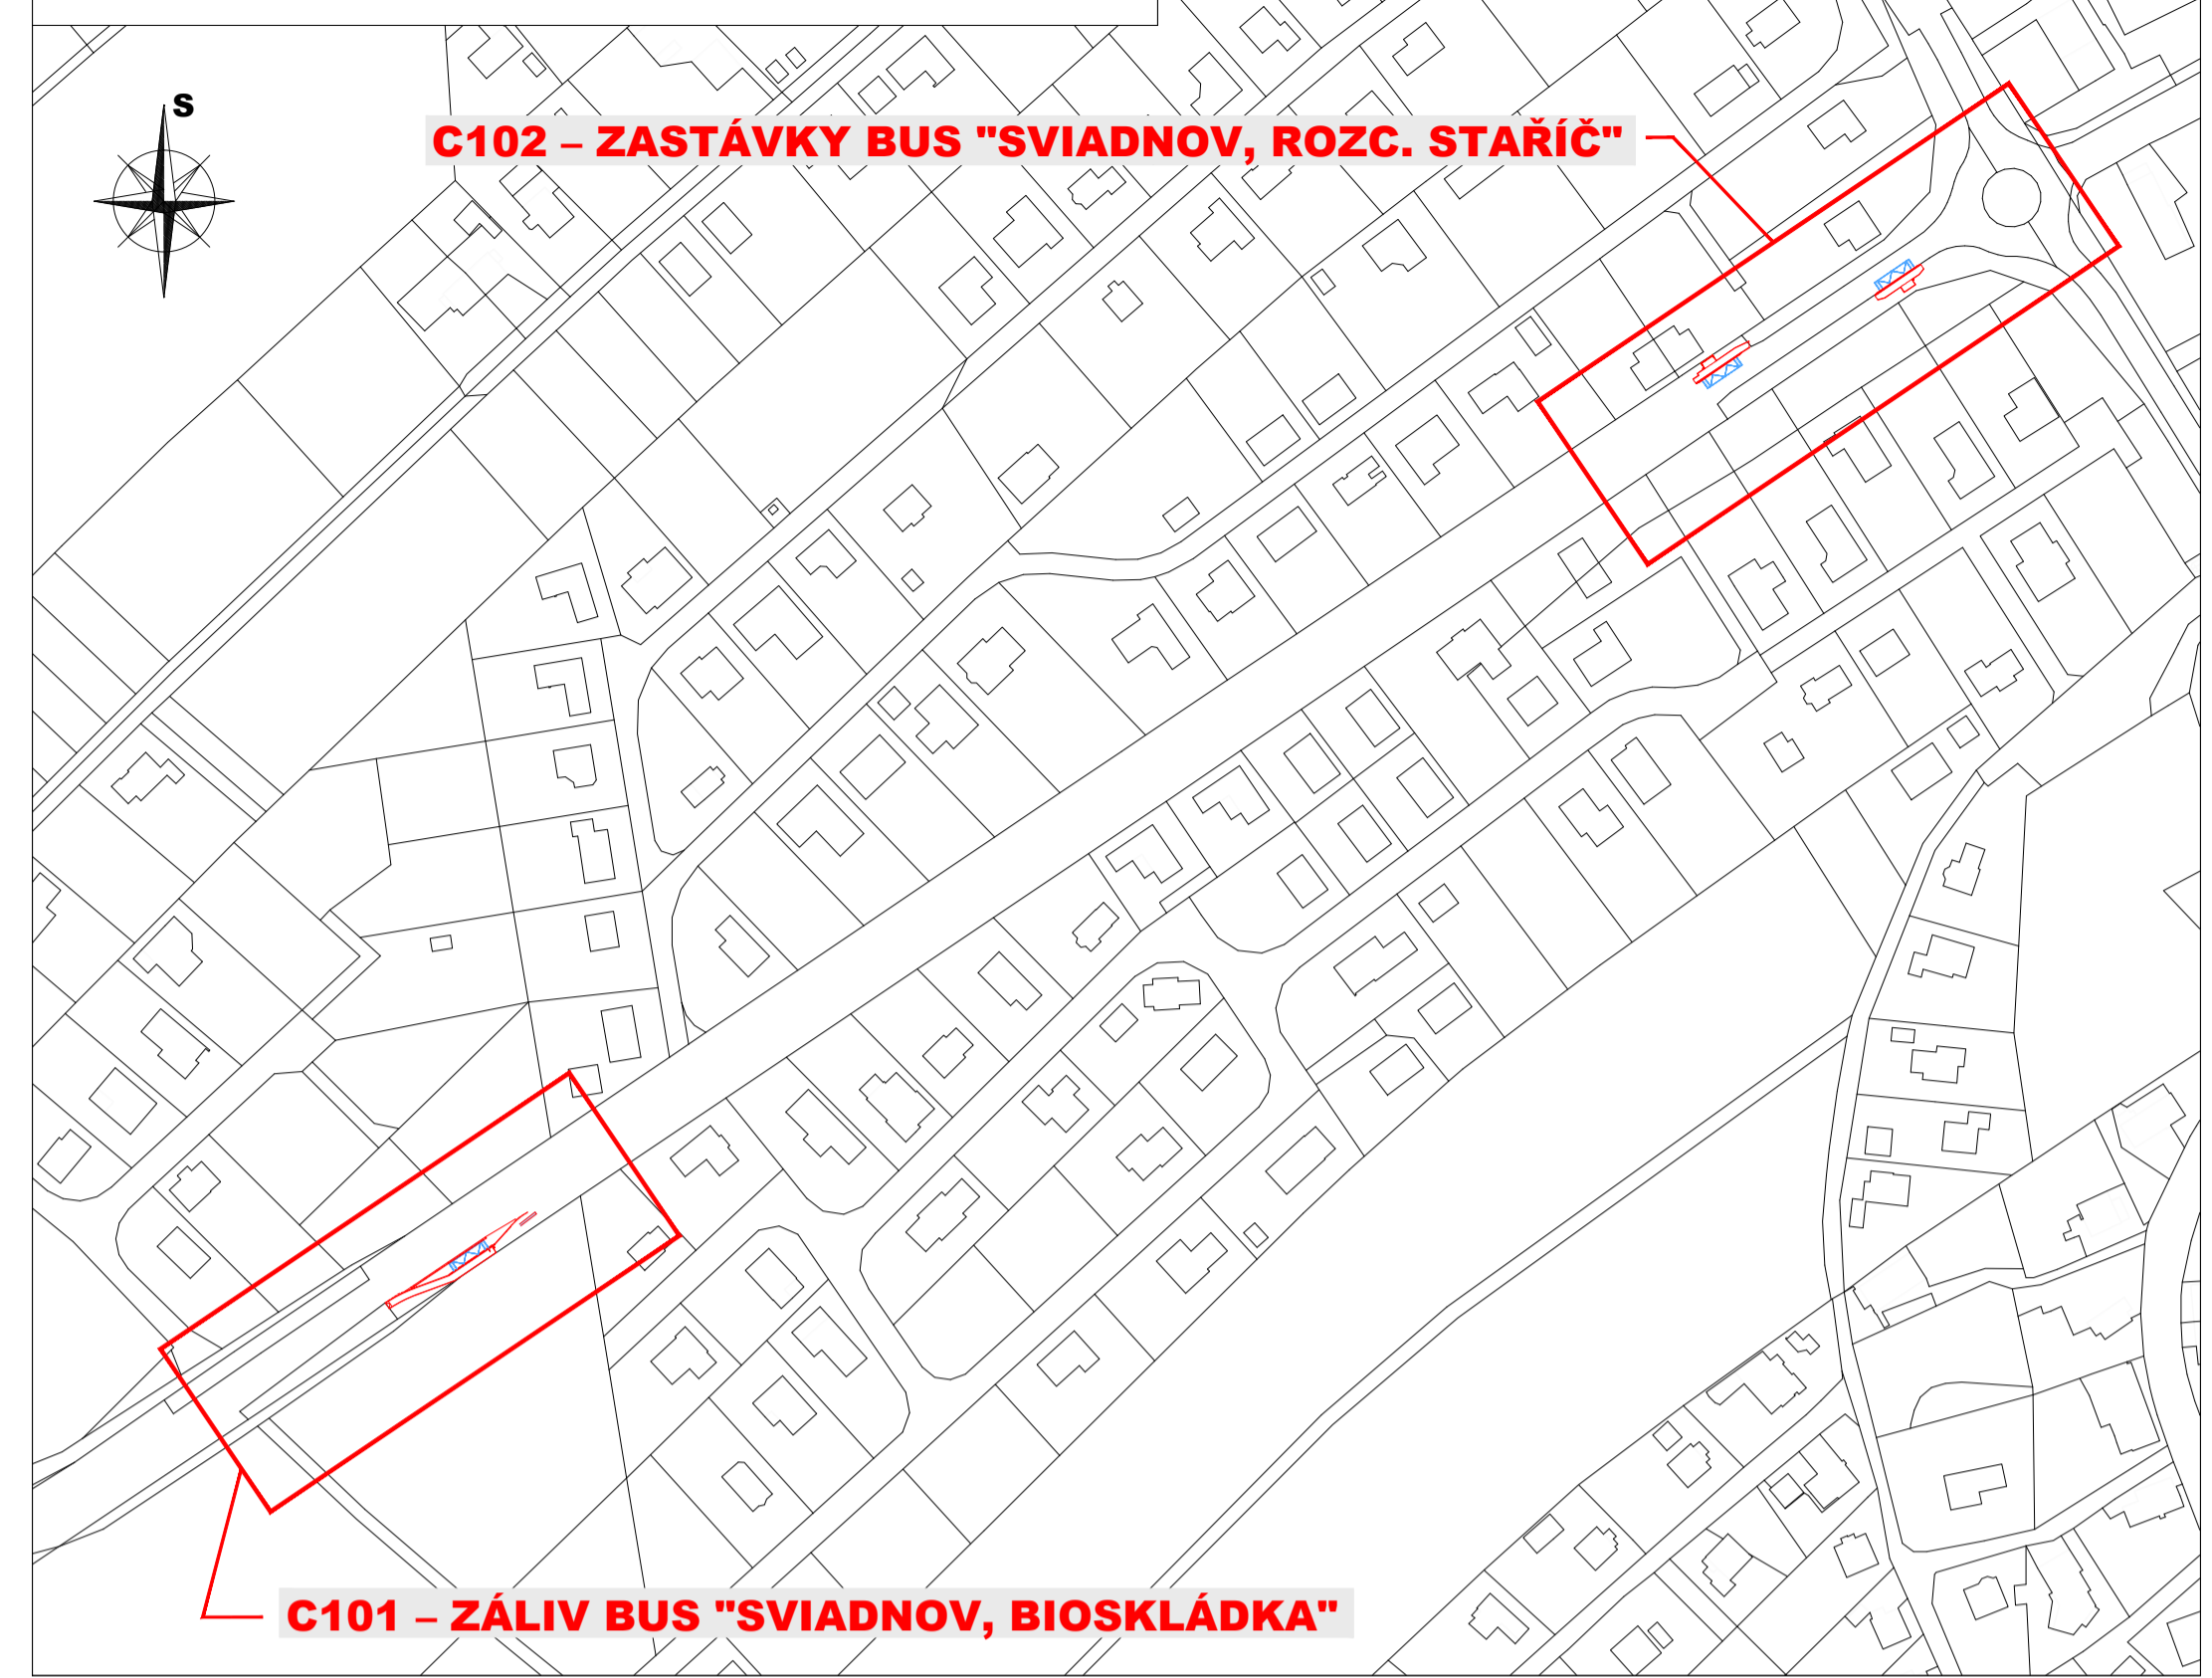 S
C102 – ZASTÁVKY BUS "SVIADNOV, ROZC. STAŘÍČ"
C101 – ZÁLIV BUS "SVIADNOV, BIOSKLÁDKA"